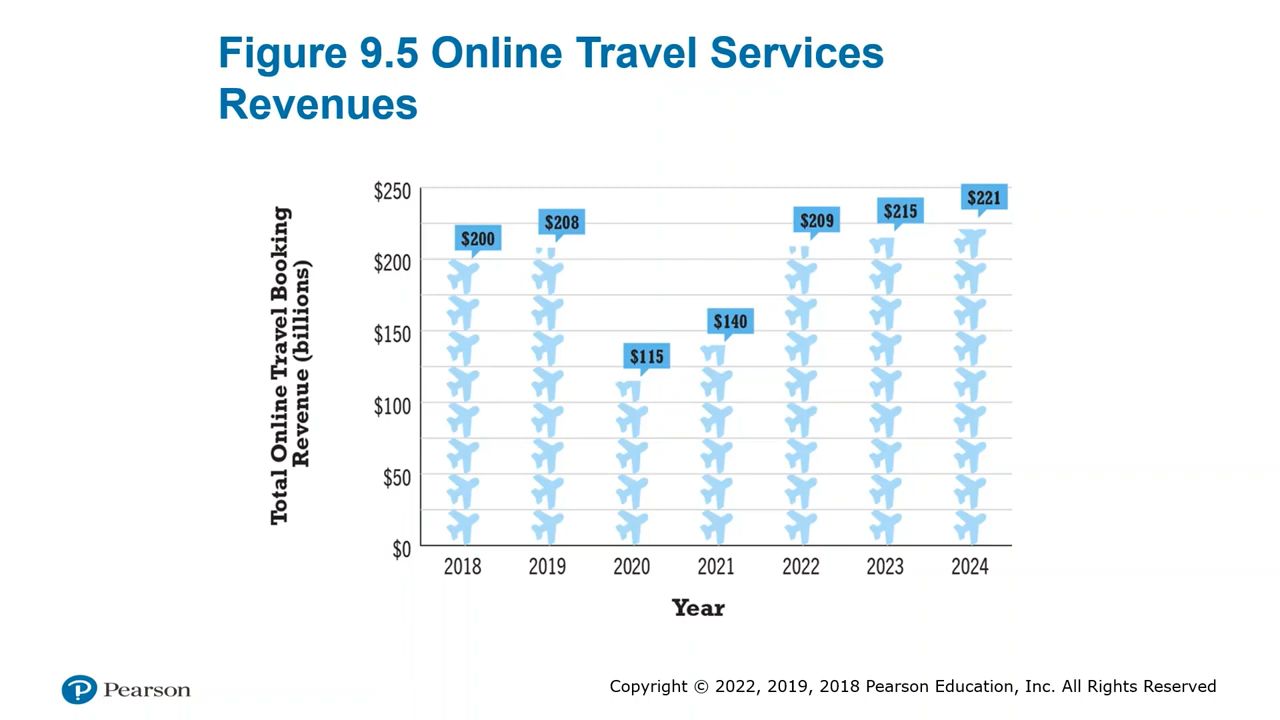 Figure 9.5 Online Travel Services
Revenues
Total Online Travel Booking
Revenue (billions)
$250
$200
$150
$100
$50
$0
$200
$208
$115
$140
$209
$215
$221
2018
2019
2020
2021
2022
2023
2024
Year
Pearson
Copyright © 2022, 2019, 2018 Pearson Education, Inc. All Rights Reserved